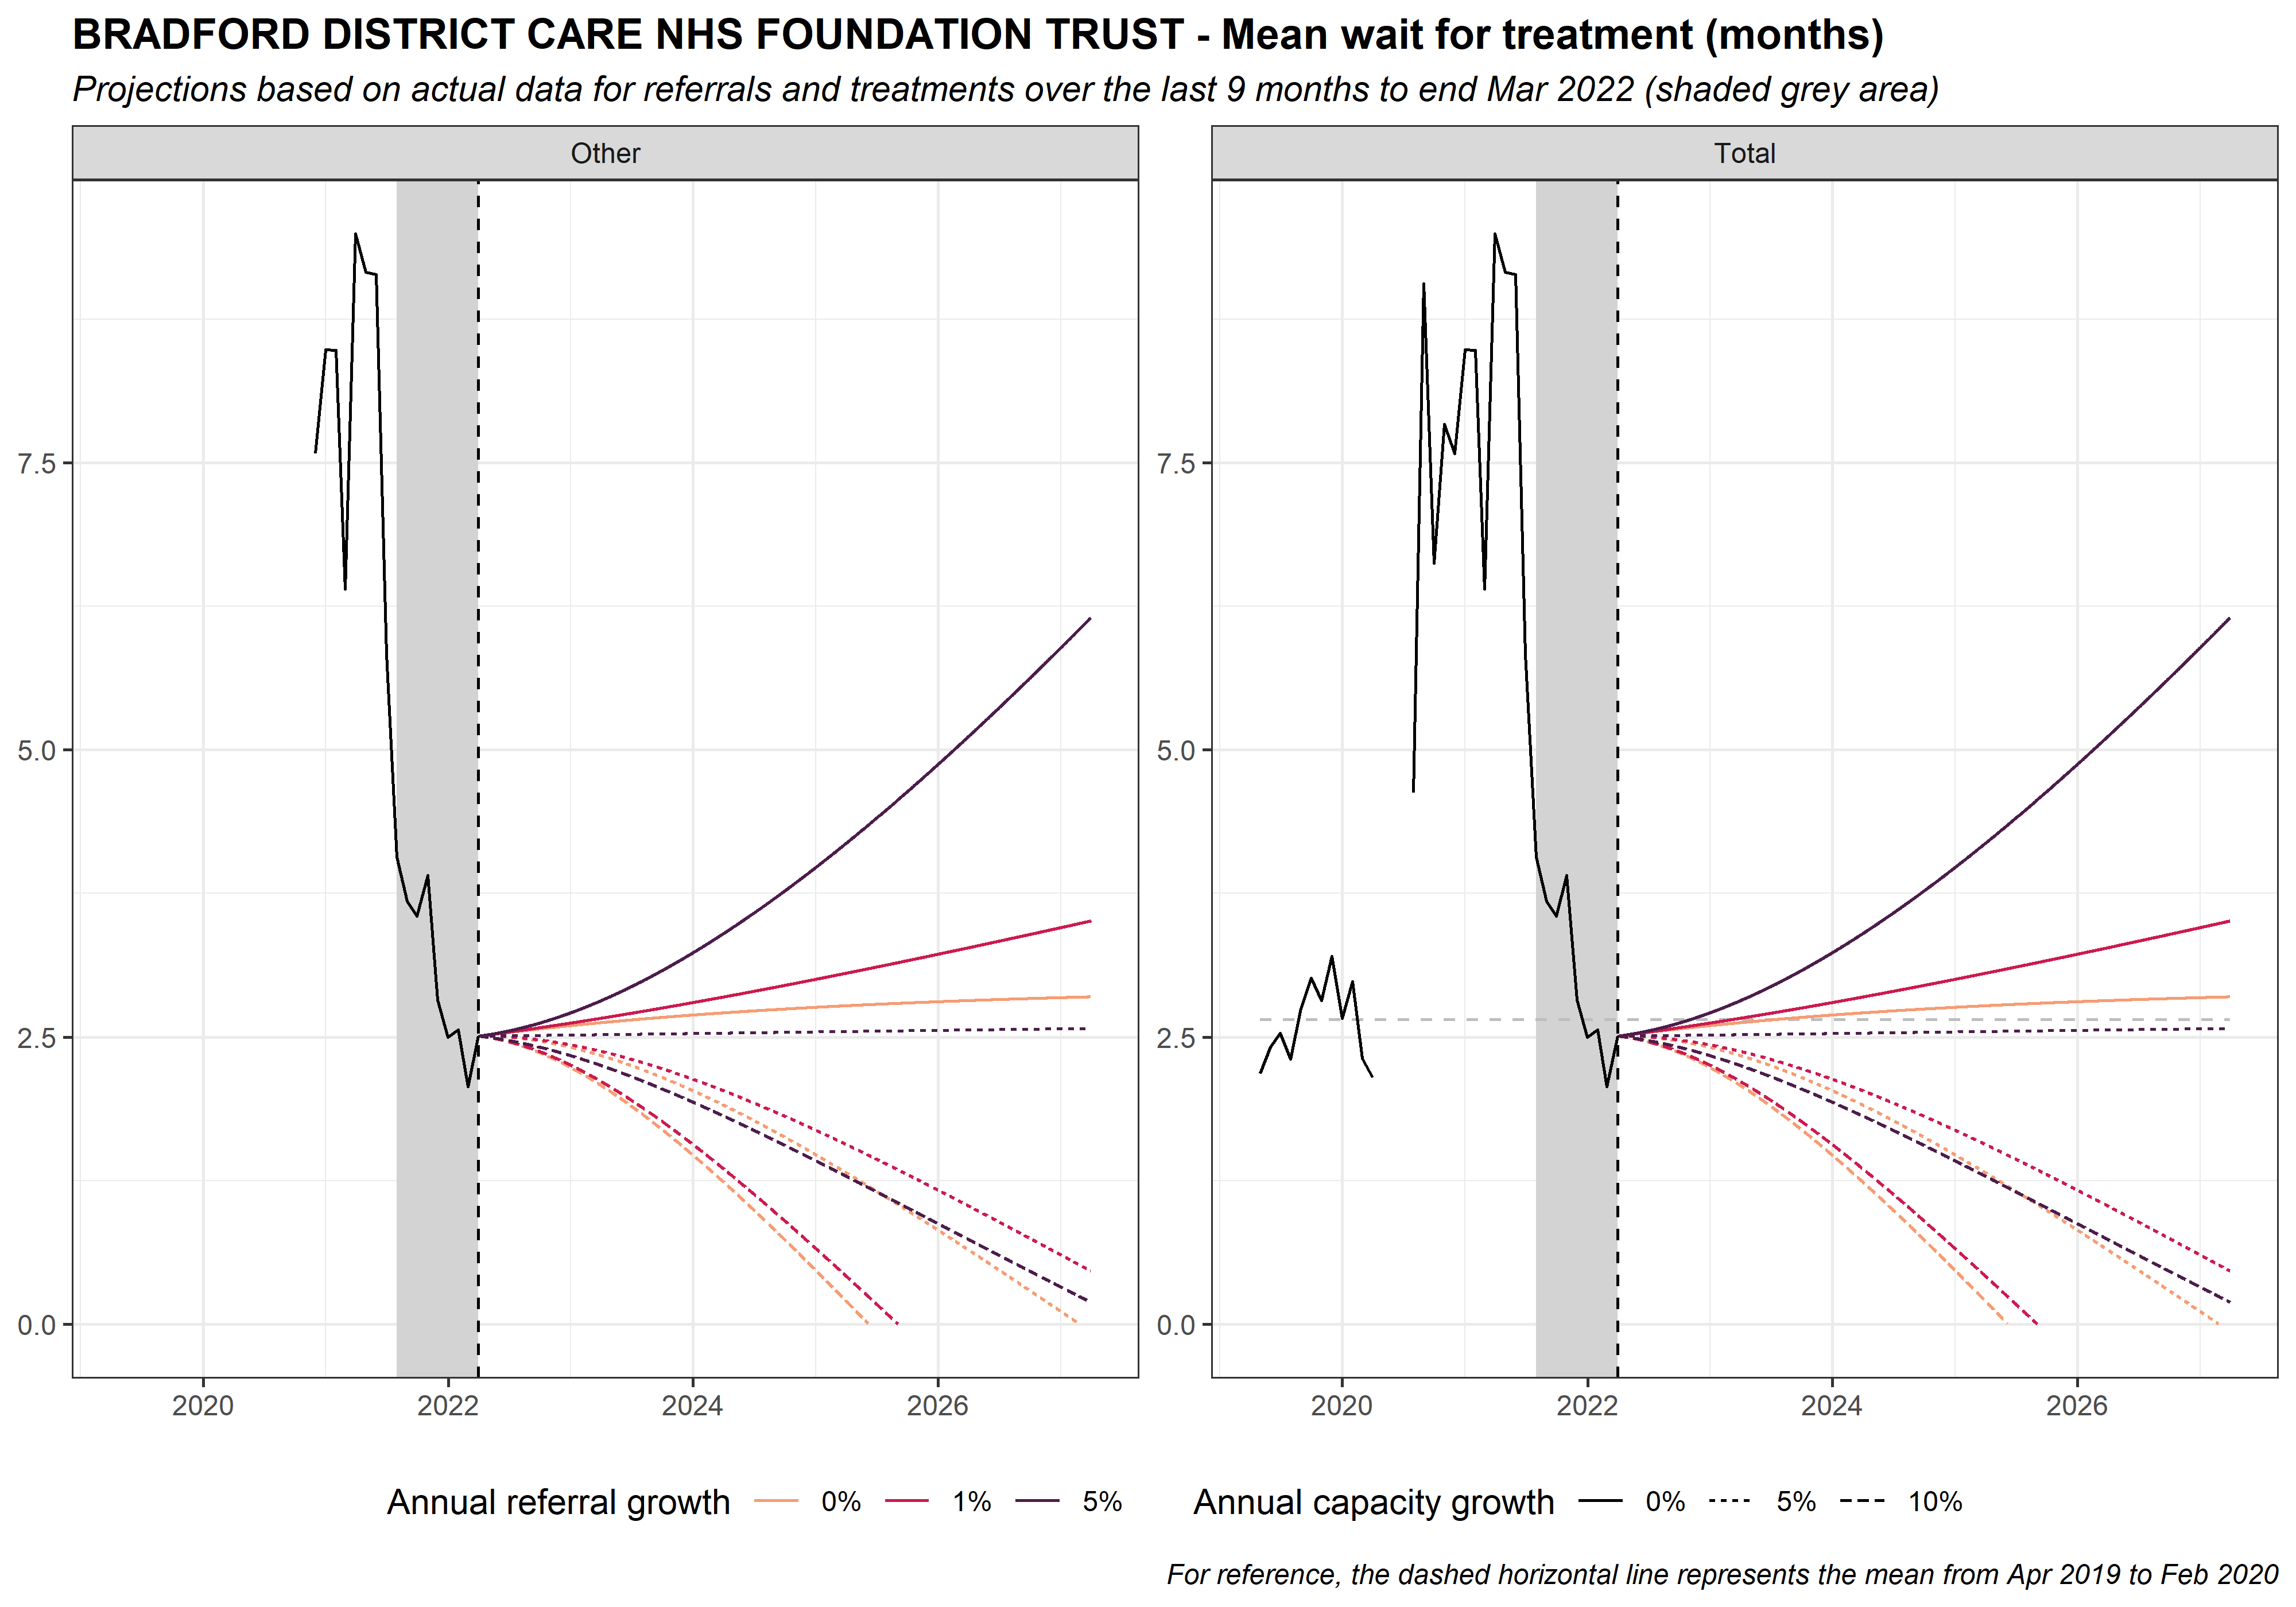 BRADFORD DISTRICT CARE NHS FOUNDATION TRUST - Mean wait for treatment (months)
Projections based on actual data for referrals and treatments over the last 9 months to end Mar 2022 (shaded grey area)
Other
Total
7.5
5.0
2.5
0.0
7.5
5.0
2.5
0.0
2020 2022 2024 2026
2020 2022 2024 2026
Annual referral growth 0% 1% 5%
Annual capacity growth 0% 5% 10%
For reference, the dashed horizontal line represents the mean from Apr 2019 to Feb 2020